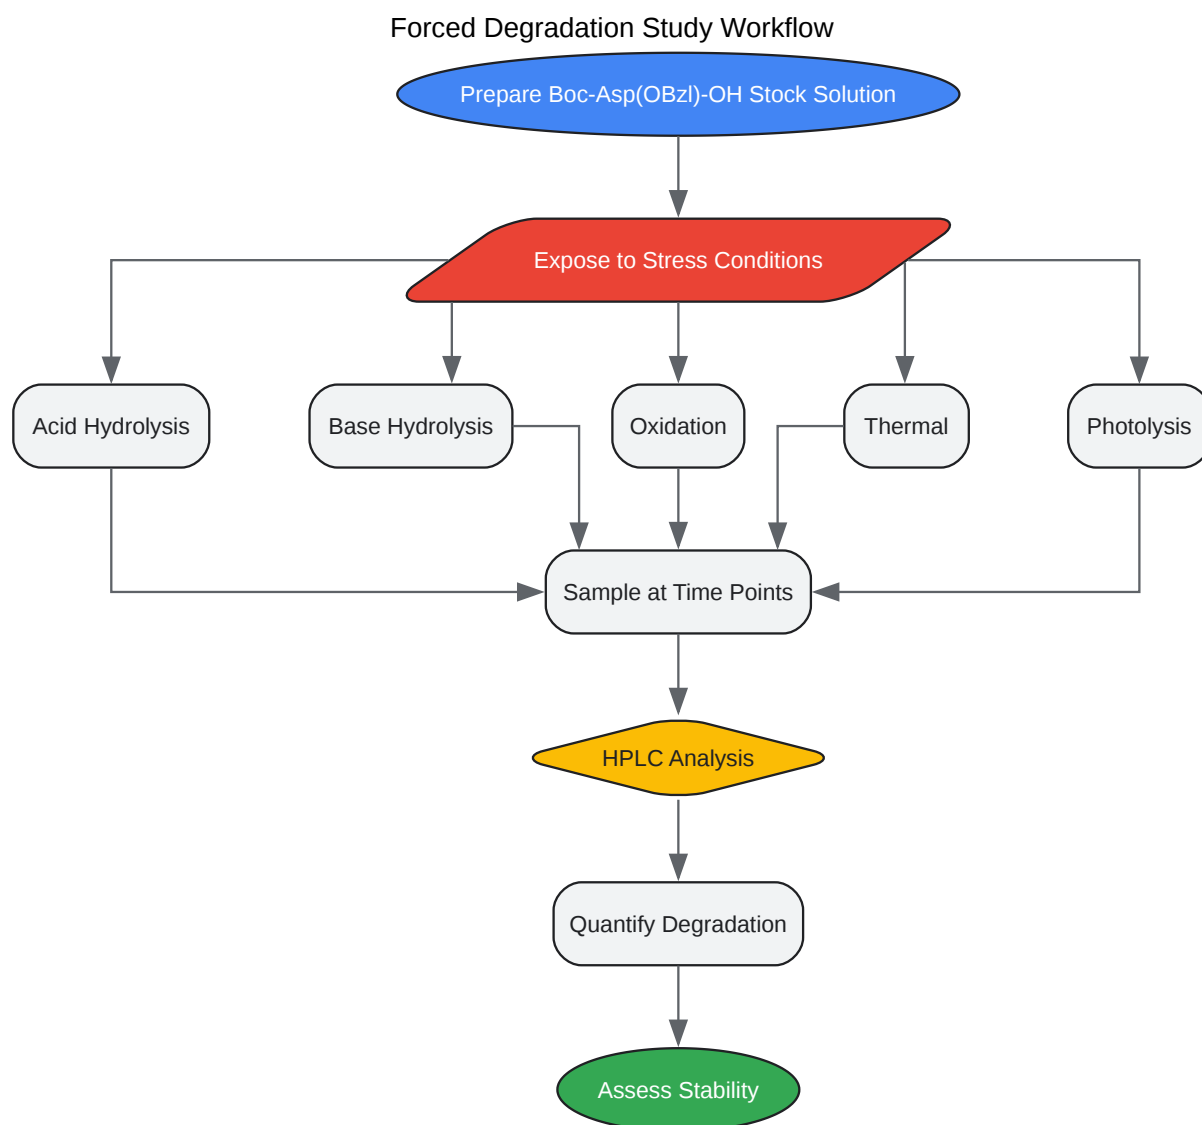 Forced Degradation Study Workflow
Prepare Boc-Asp(OBzl)-OH Stock Solution
Expose to Stress Conditions
Acid Hydrolysis
Base Hydrolysis
Oxidation
Thermal
Photolysis
Sample at Time Points
HPLC Analysis
Quantify Degradation
Assess Stability